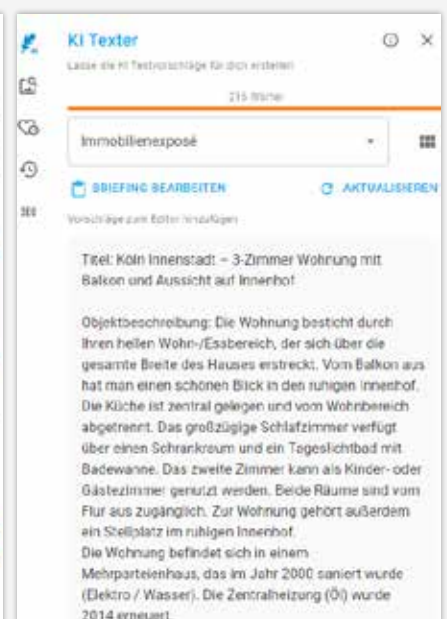 KI Texter
Lasse die KI Textvorschläge für dich erstellen
216 Wörter
Immobilienexposé
BRIEFING BEARBEITEN
AKTUALISIEREN
Vorschläge zum Editor hinzufügen
Titel: Köln Innenstadt – 3-Zimmer Wohnung mit
Balkon und Aussicht auf Innenhof
Objektbeschreibung: Die Wohnung besticht durch
Ihren hellen Wohn-/Essbereich, der sich über die
gesamte Breite des Hauses erstreckt. Vom Balkon aus
hat man einen schönen Blick in den ruhigen Innenhof.
Die Küche ist zentral gelegen und vom Wohnbereich
abgetrennt. Das großzügige Schlafzimmer verfügt
über einen Schrankraum und ein Tageslichtbad mit
Badewanne. Das zweite Zimmer kann als Kinder- oder
Gästezimmer genutzt werden. Beide Räume sind vom
Flur aus zugänglich. Zur Wohnung gehört außerdem
ein Stellplatz im ruhigen Innenhof.
Die Wohnung befindet sich in einem
Mehrparteienhaus, das im Jahr 2000 saniert wurde
(Elektro / Wasser). Die Zentralheizung (Öl) wurde
2014 erneuert